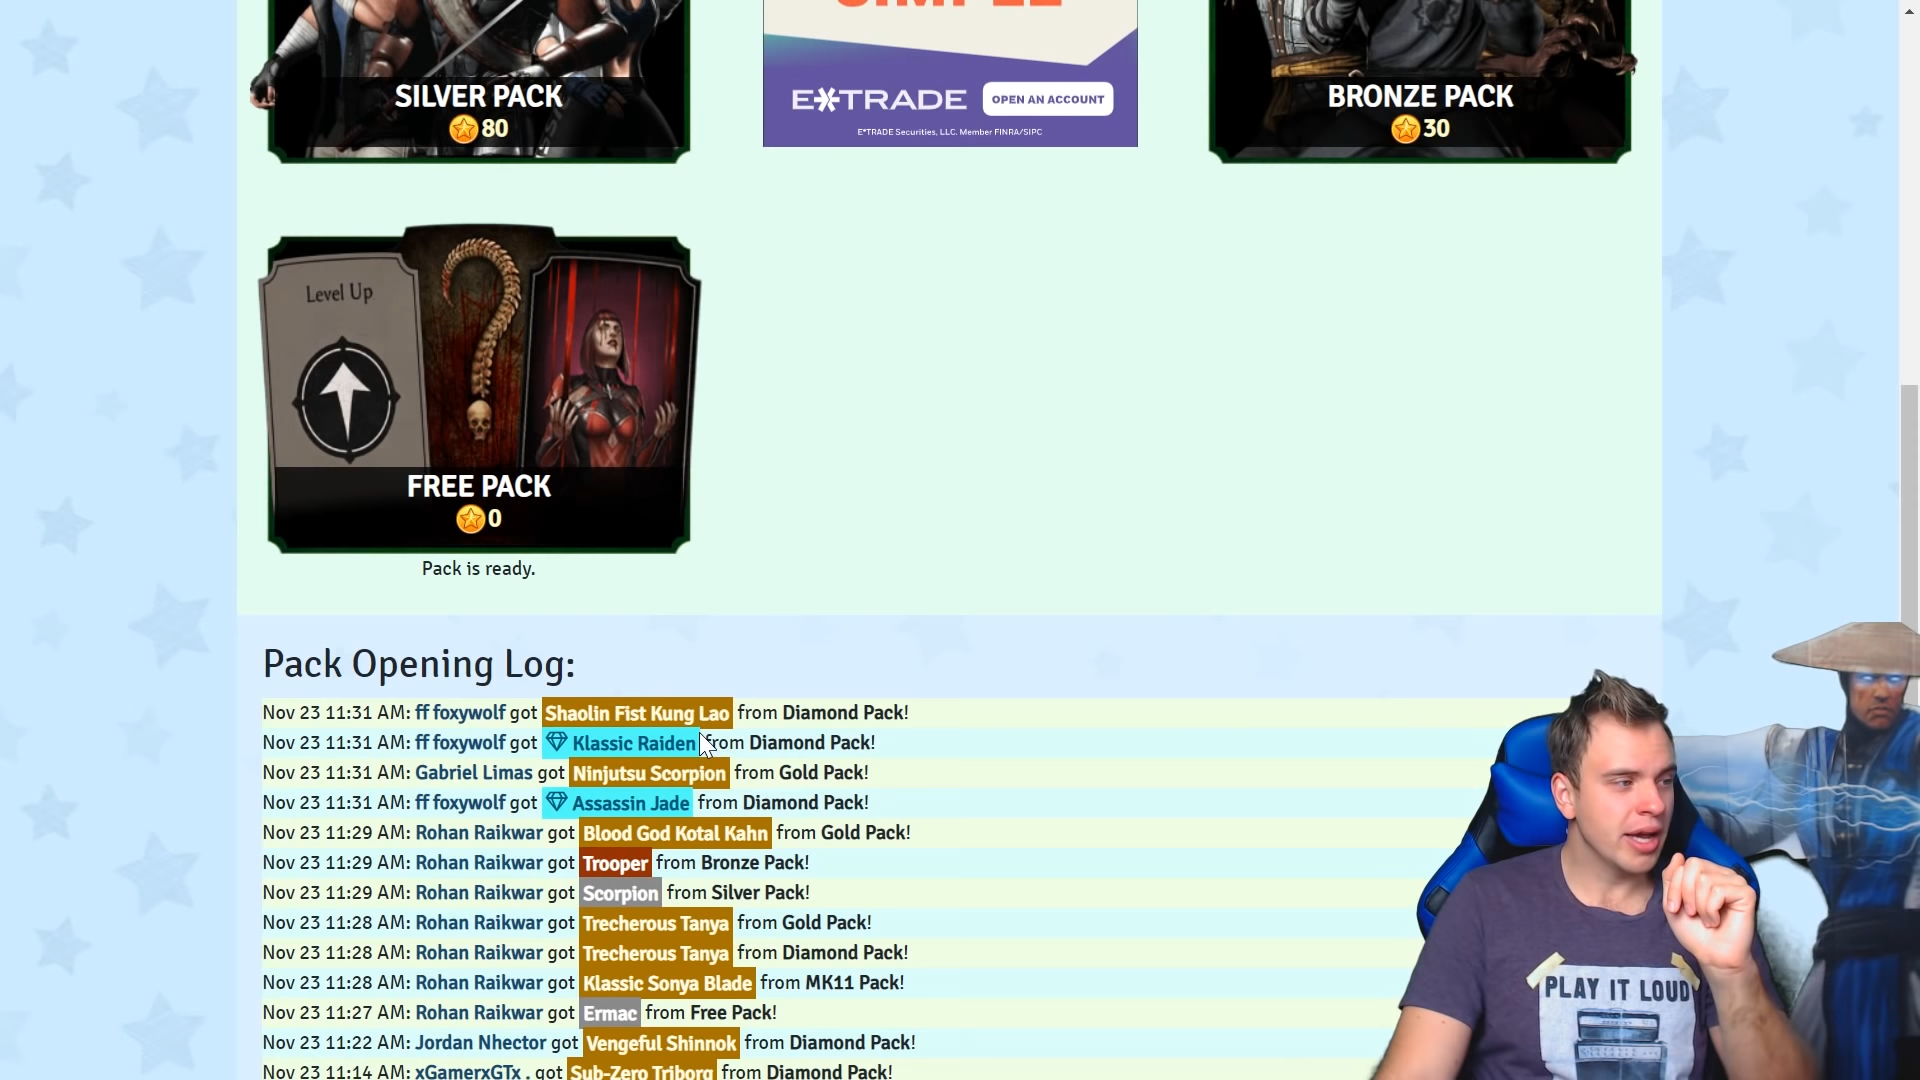 SILVER PACK
80
E*TRADE
OPEN AN ACCOUNT
E*TRADE Securities, LLC. Member FINRA/SIPC
BRONZE PACK
30
Level Up
FREE PACK
0
Pack is ready.
Pack Opening Log:
Nov 23 11:31 AM: ff foxywolf got Shaolin Fist Kung Lao from Diamond Pack!
Nov 23 11:31 AM: ff foxywolf got Klassic Raiden from Diamond Pack!
Nov 23 11:31 AM: Gabriel Limas got Ninjutsu Scorpion from Gold Pack!
Nov 23 11:31 AM: ff foxywolf got Assassin Jade from Diamond Pack!
Nov 23 11:29 AM: Rohan Raikwar got Blood God Kotal Kahn from Gold Pack!
Nov 23 11:29 AM: Rohan Raikwar got Trooper from Bronze Pack!
Nov 23 11:29 AM: Rohan Raikwar got Scorpion from Silver Pack!
Nov 23 11:28 AM: Rohan Raikwar got Trecherous Tanya from Gold Pack!
Nov 23 11:28 AM: Rohan Raikwar got Trecherous Tanya from Diamond Pack!
Nov 23 11:28 AM: Rohan Raikwar got Klassic Sonya Blade from MK11 Pack!
Nov 23 11:27 AM: Rohan Raikwar got Ermac from Free Pack!
Nov 23 11:22 AM: Jordan Nhector got Vengeful Shinnok from Diamond Pack!
Nov 23 11:14 AM: xGamerxGTx . got Sub-Zero Triborg from Diamond Pack!
PLAY IT LOUD